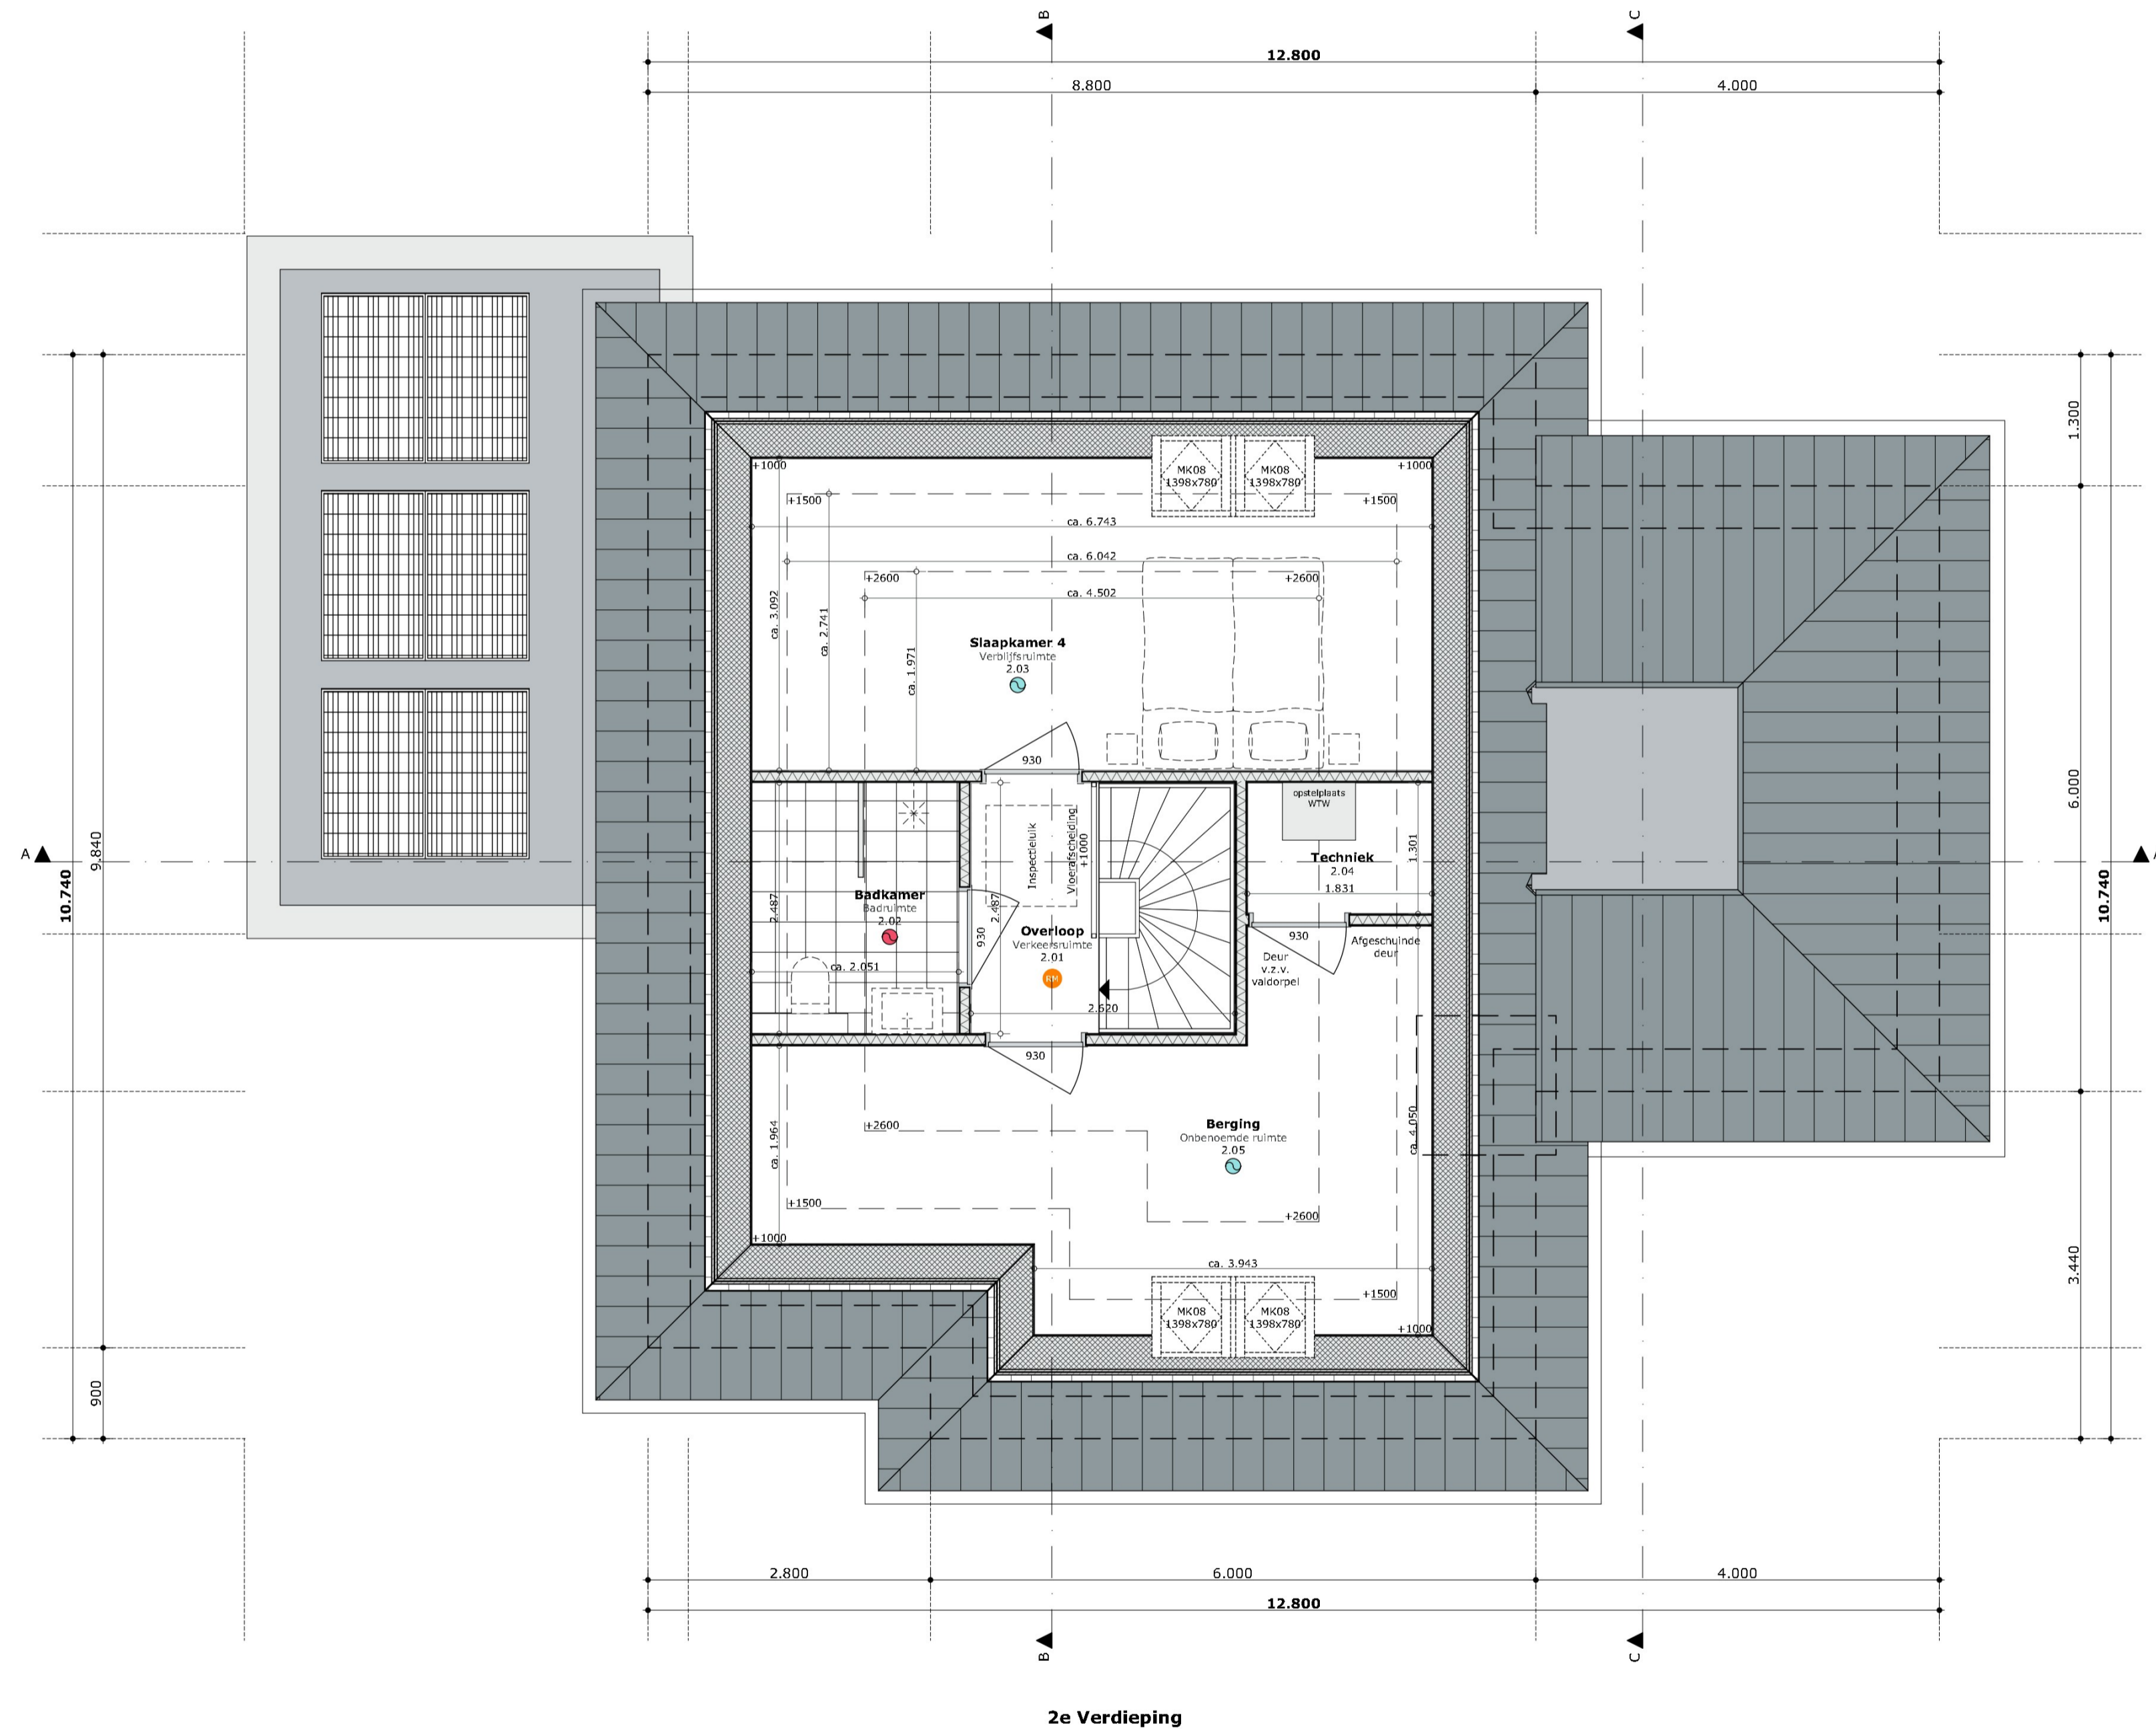 B
C
12.800
8.800
4.000
+1000
+1000
MK08
1398x780
MK08
1398x780
+1500
+1500
ca. 6.743
ca. 6.042
+2600
+2600
ca. 4.502
ca. 3.092
ca. 2.741
ca. 1.971
Slaapkamer 4
Verblijfsruimte
2.03
930
1.300
6.000
3.440
10.740
10.740
9.840
900
A
opstelplaats
WTW
Inspectieluik
Vloerafscheiding
+1000
1.301
Techniek
2.04
1.831
Badkamer
Badruimte
2.02
2.487
2.487
930
ca. 2.051
Overloop
Verkeersruimte
2.01
RM
2.620
930
Afgeschuinde
deur
Deur
v.z.v.
valdorpel
930
ca. 1.964
ca. 4.050
+2600
Berging
Onbenoemde ruimte
2.05
+1500
+2600
+1000
ca. 3.943
+1500
MK08
1398x780
MK08
1398x780
+1000
2.800
6.000
4.000
12.800
B
C
2e Verdieping